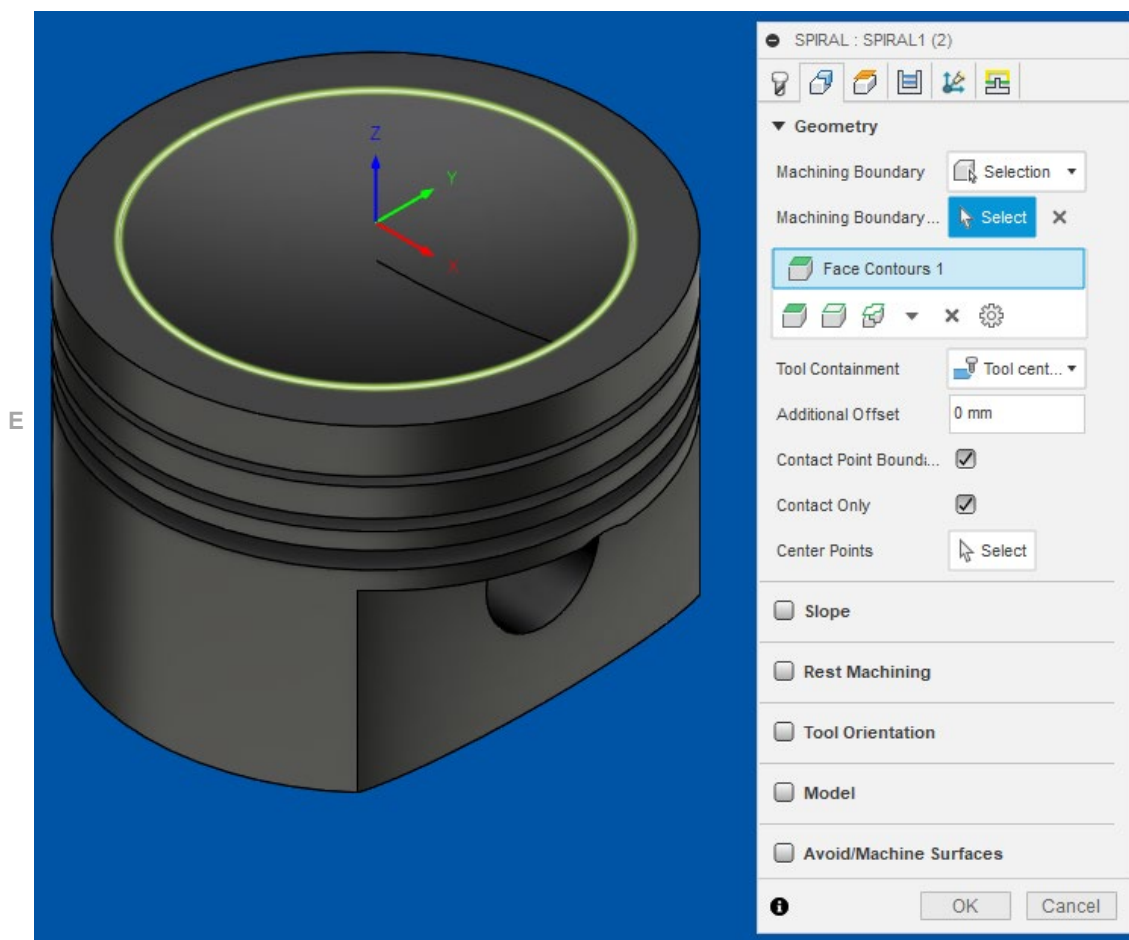 SPIRAL : SPIRAL1 (2)
Geometry
Machining Boundary Selection
Machining Boundary... Select
Face Contours 1
Tool Containment Tool cent...
Additional Offset 0 mm
Contact Point Bound...
Contact Only
Center Points Select
Slope
Rest Machining
Tool Orientation
Model
Avoid/Machine Surfaces
OK Cancel
Z
Y
X
E